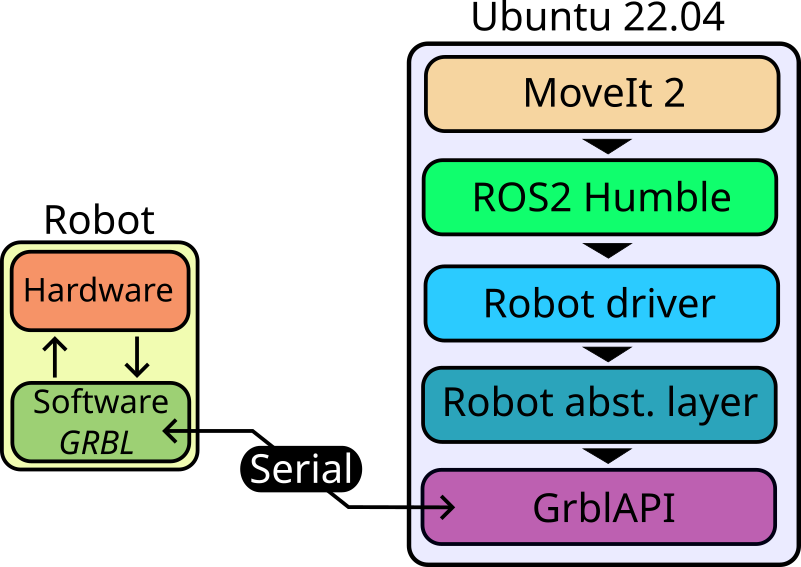 Ubuntu 22.04
MoveIt 2
ROS2 Humble
Robot driver
Robot abst. layer
GrblAPI
Robot
Hardware
Software
GRBL
Serial